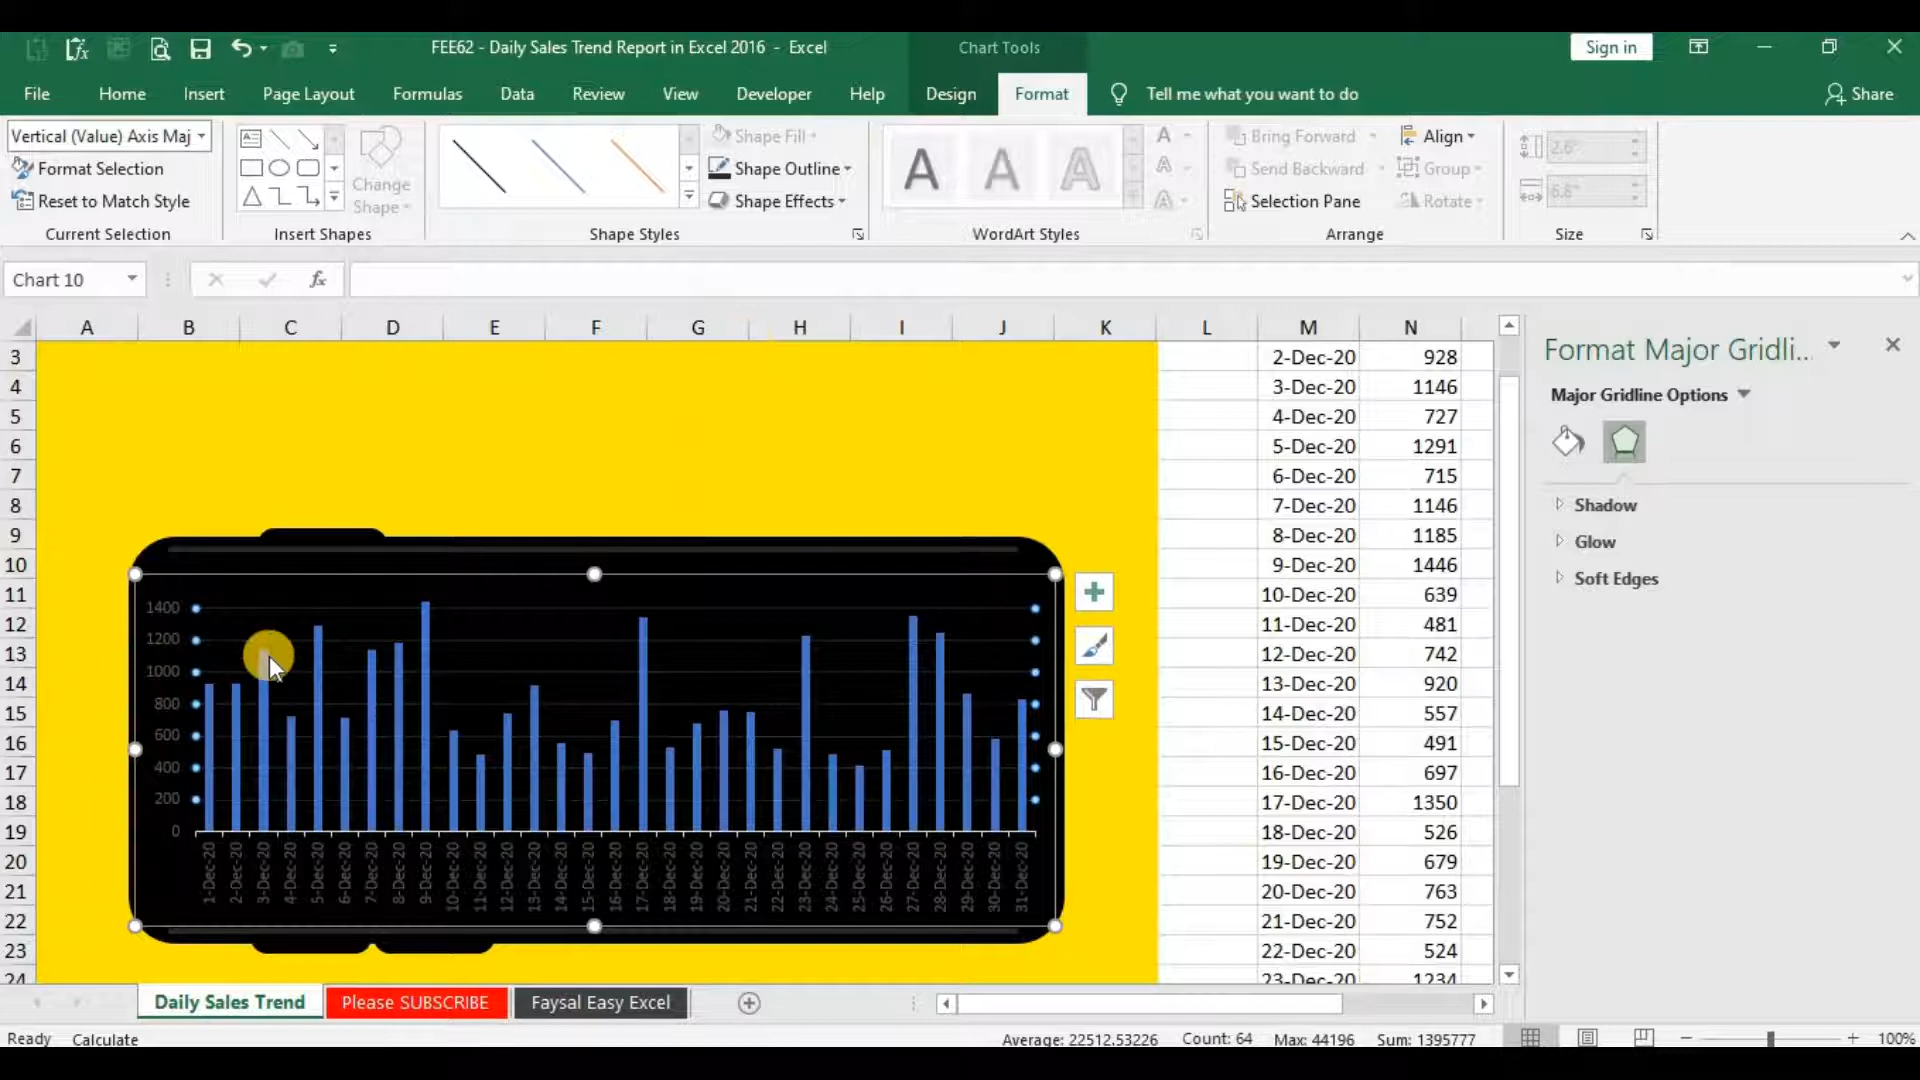 FEE62 - Daily Sales Trend Report in Excel 2016 - Excel
Chart Tools
Sign in
File Home Insert Page Layout Formulas Data Review View Developer Help Design Format Tell me what you want to do Share
Vertical (Value) Axis Maj
Format Selection
Reset to Match Style
Current Selection
Change
Shape
Insert Shapes
Shape Fill
Shape Outline
Shape Effects
Shape Styles
A A A
WordArt Styles
Bring Forward
Send Backward
Selection Pane
Align
Group
Rotate
Arrange
2.6"
6.8"
Size
Chart 10
fx
A B C D E F G H I J K L M N
3 2-Dec-20 928
4 3-Dec-20 1146
5 4-Dec-20 727
6 5-Dec-20 1291
7 6-Dec-20 715
8 7-Dec-20 1146
9 8-Dec-20 1185
10 9-Dec-20 1446
11 10-Dec-20 639
12 11-Dec-20 481
13 12-Dec-20 742
14 13-Dec-20 920
15 14-Dec-20 557
16 15-Dec-20 491
17 16-Dec-20 697
18 17-Dec-20 1350
19 18-Dec-20 526
20 19-Dec-20 679
21 20-Dec-20 763
22 21-Dec-20 752
23 22-Dec-20 524
24 23-Dec-20 1234
1400
1200
1000
800
600
400
200
0
1-Dec-20
2-Dec-20
3-Dec-20
4-Dec-20
5-Dec-20
6-Dec-20
7-Dec-20
8-Dec-20
9-Dec-20
10-Dec-20
11-Dec-20
12-Dec-20
13-Dec-20
14-Dec-20
15-Dec-20
16-Dec-20
17-Dec-20
18-Dec-20
19-Dec-20
20-Dec-20
21-Dec-20
22-Dec-20
23-Dec-20
24-Dec-20
25-Dec-20
26-Dec-20
27-Dec-20
28-Dec-20
29-Dec-20
30-Dec-20
31-Dec-20
Format Major Gridli...
Major Gridline Options
Shadow
Glow
Soft Edges
Daily Sales Trend Please SUBSCRIBE Faysal Easy Excel
Ready Calculate Average: 22512.53226 Count: 64 Max: 44196 Sum: 1395777 100%